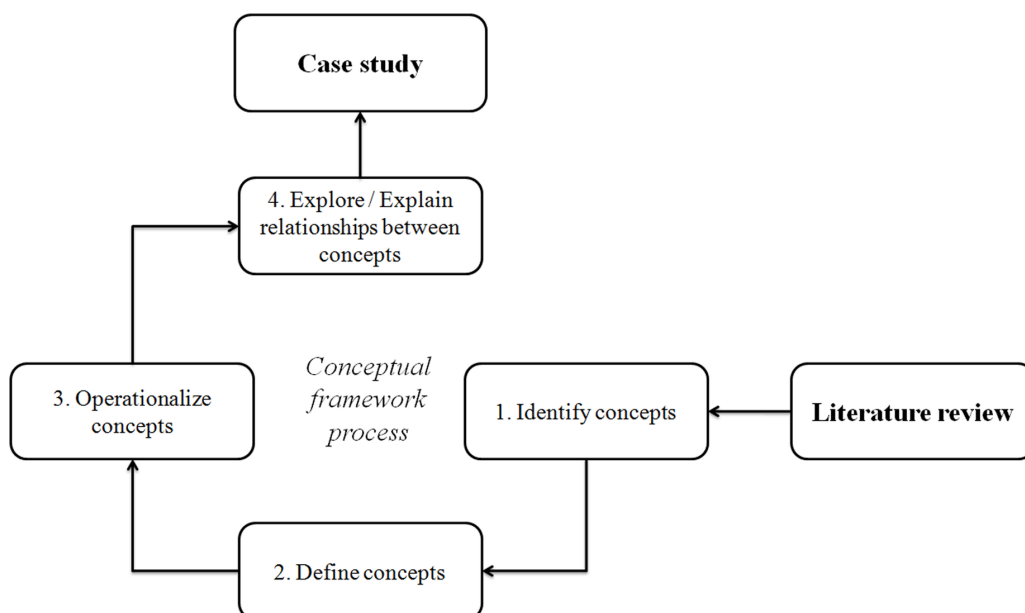 Case study
4. Explore / Explain
relationships between
concepts
3. Operationalize
concepts
Conceptual
framework
process
1. Identify concepts
Literature review
2. Define concepts